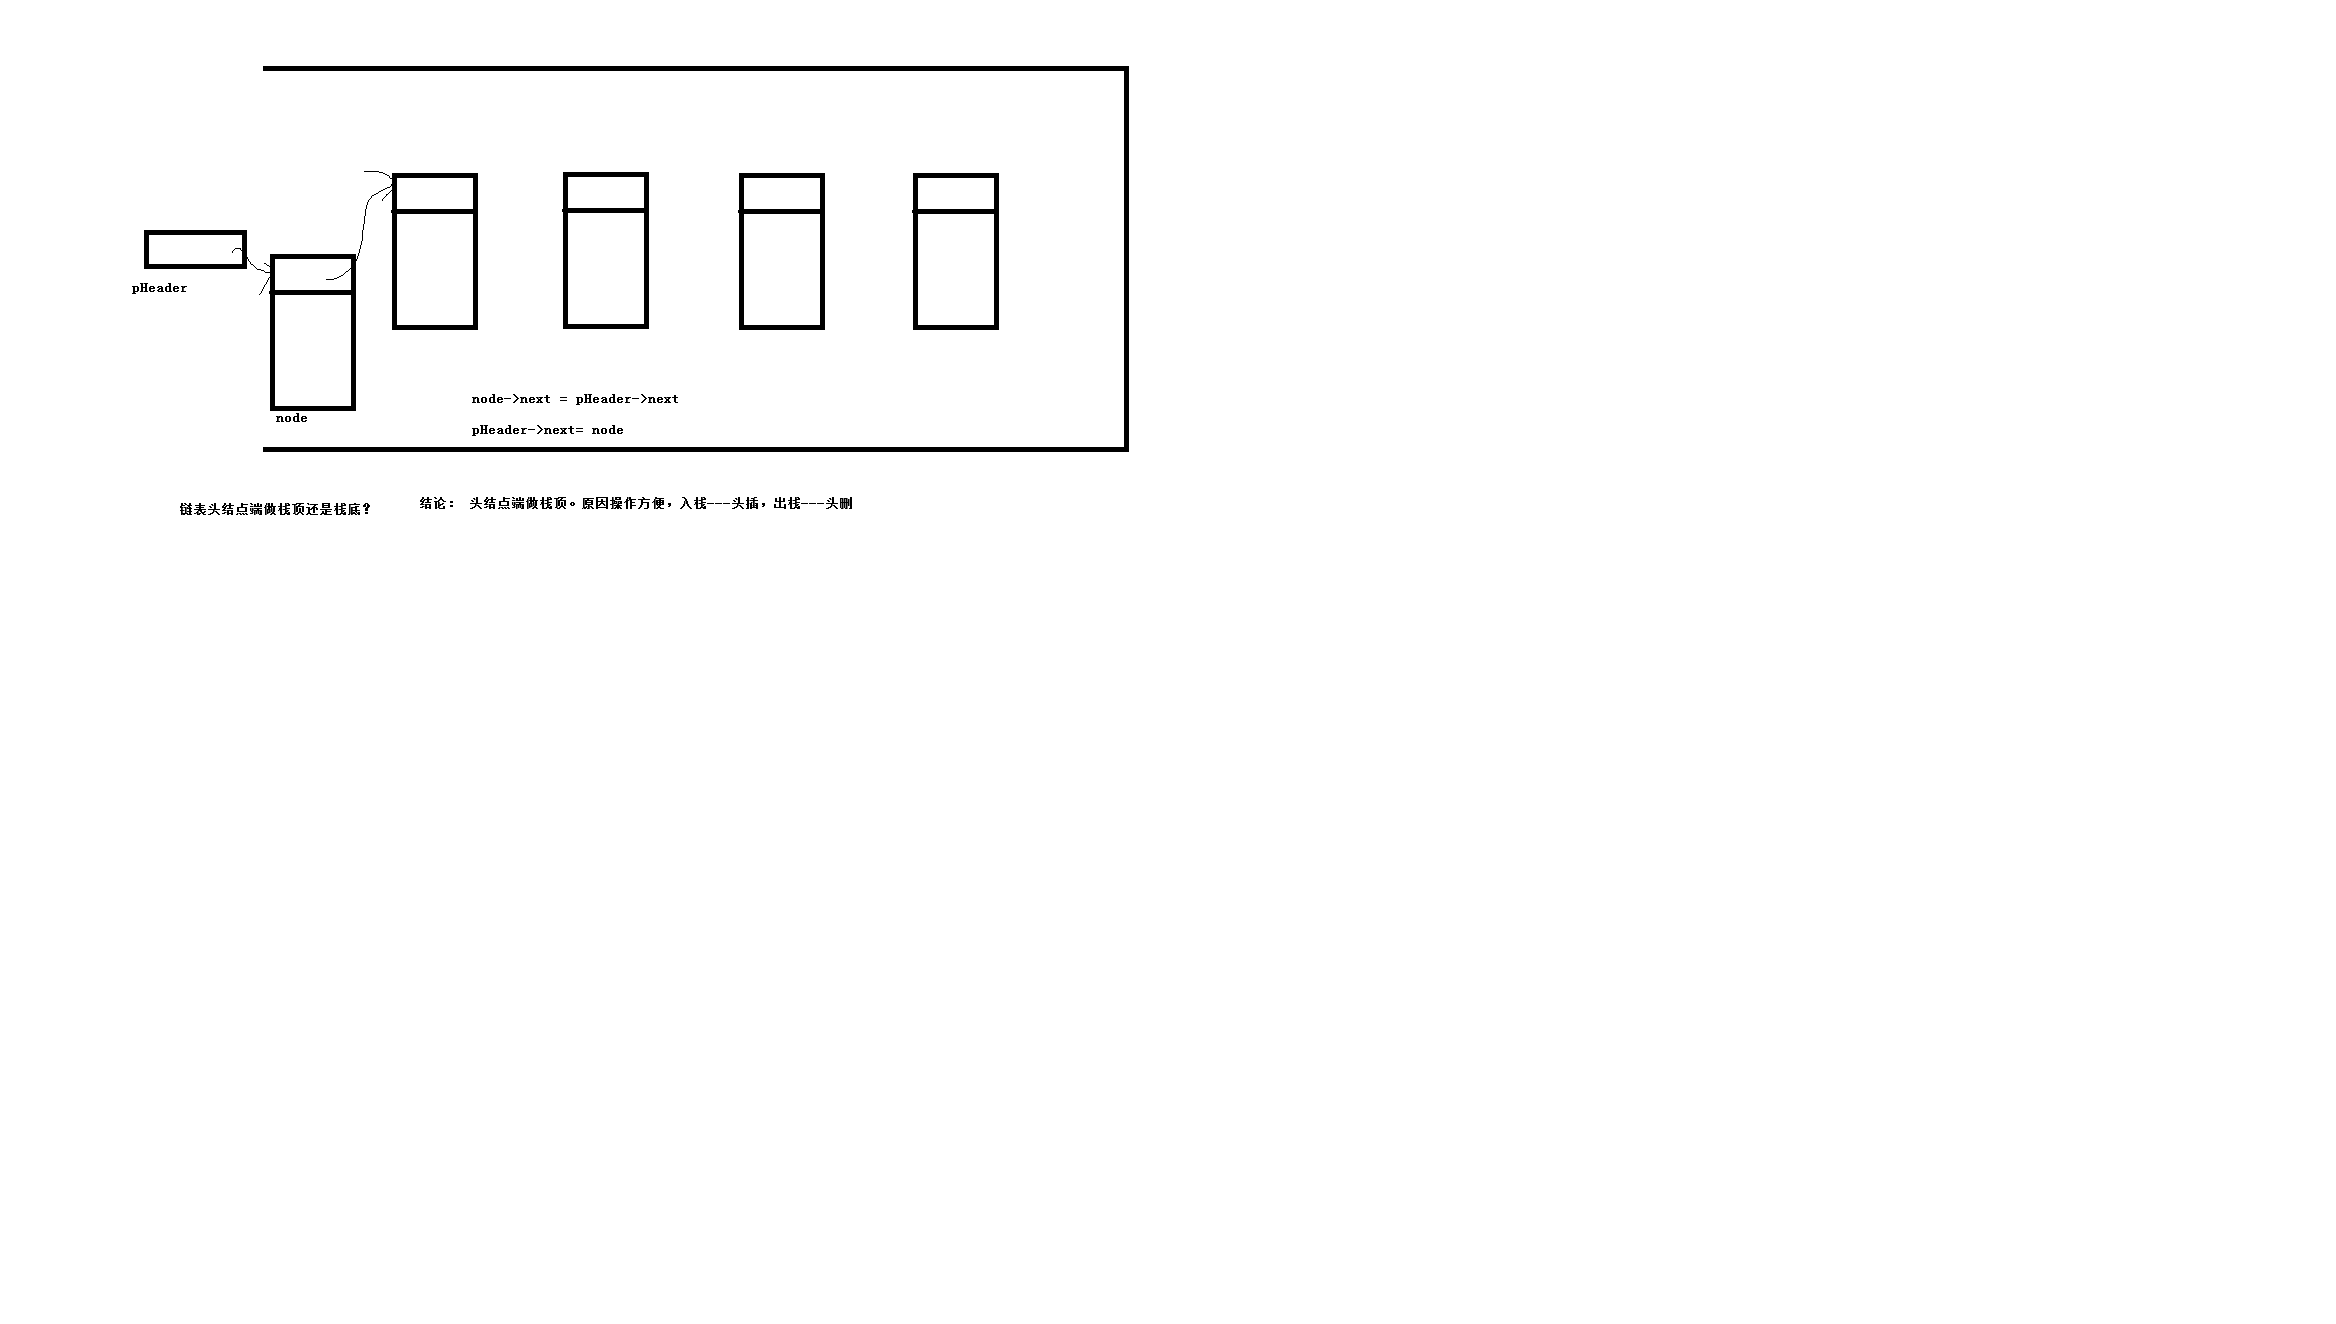 pHeader
node
node->next = pHeader->next
pHeader->next= node
链表头结点端做栈顶还是栈底？
结论： 头结点端做栈顶。原因操作方便，入栈---头插，出栈---头删